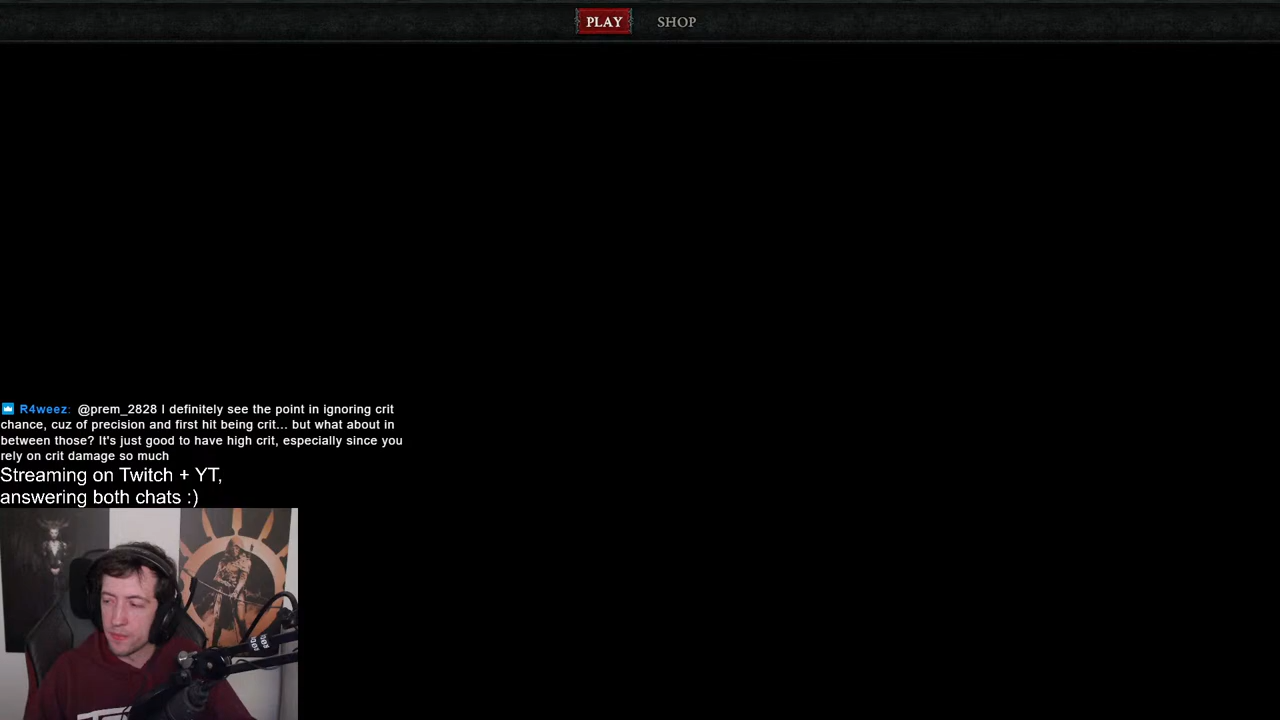 PLAY SHOP
R4weez: @prem_2828 I definitely see the point in ignoring crit
chance, cuz of precision and first hit being crit... but what about in
between those? It's just good to have high crit, especially since you
rely on crit damage so much
Streaming on Twitch + YT,
answering both chats :)